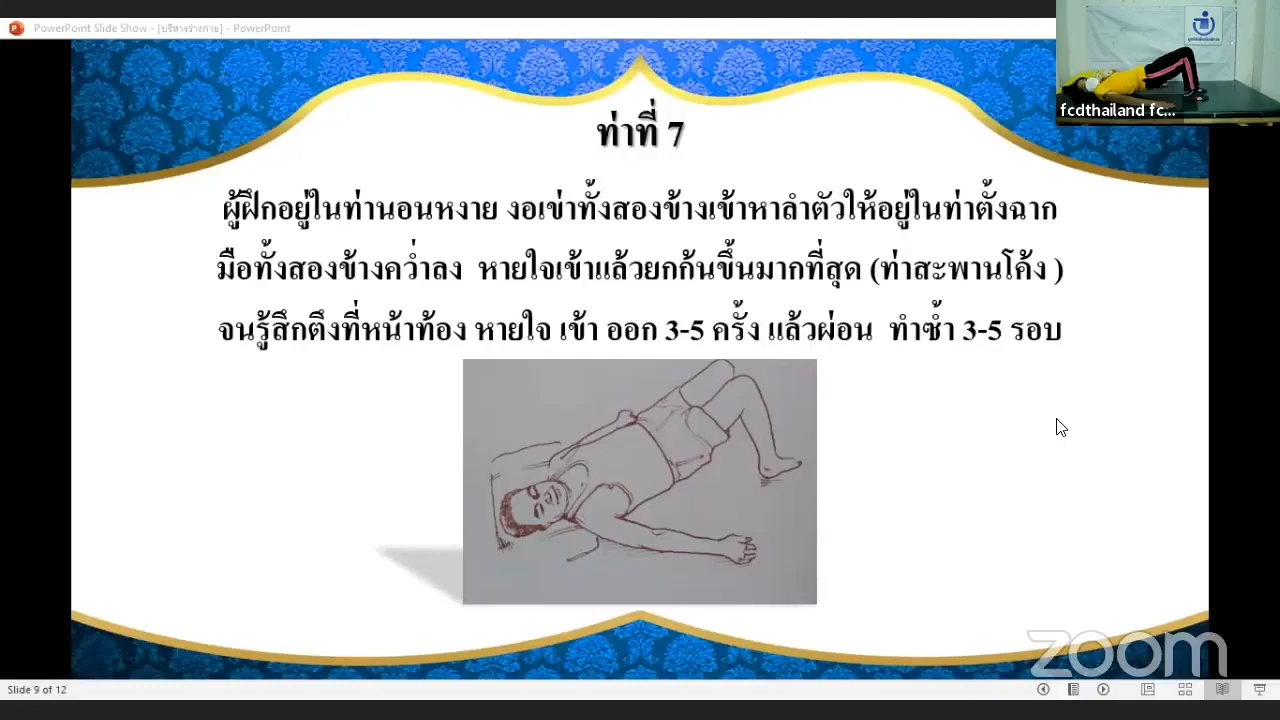 PowerPoint Slide Show - [บริหารร่างกาย] - PowerPoint
fcdthailand fc...
ท่าที่ 7
ผู้ฝึกอยู่ในท่านอนหงาย งอเข่าทั้งสองข้างเข้าหาลำตัวให้อยู่ในท่าตั้งฉาก
มือทั้งสองข้างคว่ำลง หายใจเข้าแล้วยกก้นขึ้นมากที่สุด (ท่าสะพานโค้ง )
จนรู้สึกตึงที่หน้าท้อง หายใจ เข้า ออก 3-5 ครั้ง แล้วผ่อน ทำซ้ำ 3-5 รอบ
zoom
Slide 9 of 12